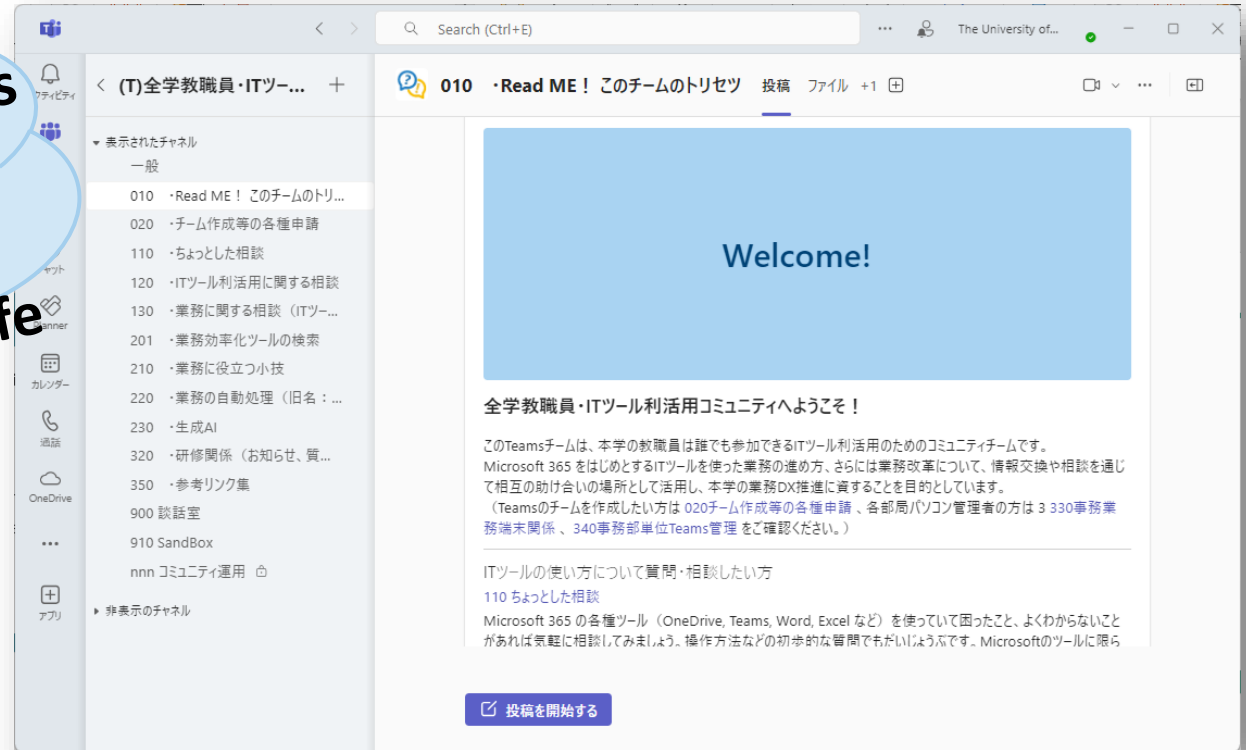 Search (Ctrl+E)
The University of...
(T)全学教職員・ITツー...
010 ・Read ME！ このチームのトリセツ 投稿 ファイル +1
表示されたチャネル
一般
010 ・Read ME！ このチームのトリ...
020 ・チーム作成等の各種申請
110 ・ちょっとした相談
120 ・ITツール利活用に関する相談
130 ・業務に関する相談（ITツー...
201 ・業務効率化ツールの検索
210 ・業務に役立つ小技
220 ・業務の自動処理（旧名：...
230 ・生成AI
320 ・研修関係（お知らせ、質...
350 ・参考リンク集
900 談話室
910 SandBox
nnn コミュニティ運用
非表示のチャネル
カレンダー
通話
OneDrive
アプリ
Welcome!
全学教職員・ITツール利活用コミュニティへようこそ！
このTeamsチームは、本学の教職員は誰でも参加できるITツール利活用のためのコミュニティチームです。
Microsoft 365 をはじめとするITツールを使った業務の進め方、さらには業務改革について、情報交換や相談を通じ
て相互の助け合いの場所として活用し、本学の業務DX推進に資することを目的としています。
（Teamsのチームを作成したい方は 020チーム作成等の各種申請 、各部局パソコン管理者の方は 3 330事務業
務端末関係 、 340事務部単位Teams管理 をご確認ください。）
ITツールの使い方について質問・相談したい方
110 ちょっとした相談
Microsoft 365 の各種ツール （OneDrive, Teams, Word, Excel など）を使っていて困ったこと、よくわからないこと
があれば気軽に相談してみましょう。操作方法などの初歩的な質問でもだいじょうぶです。Microsoftのツールに限ら
投稿を開始する